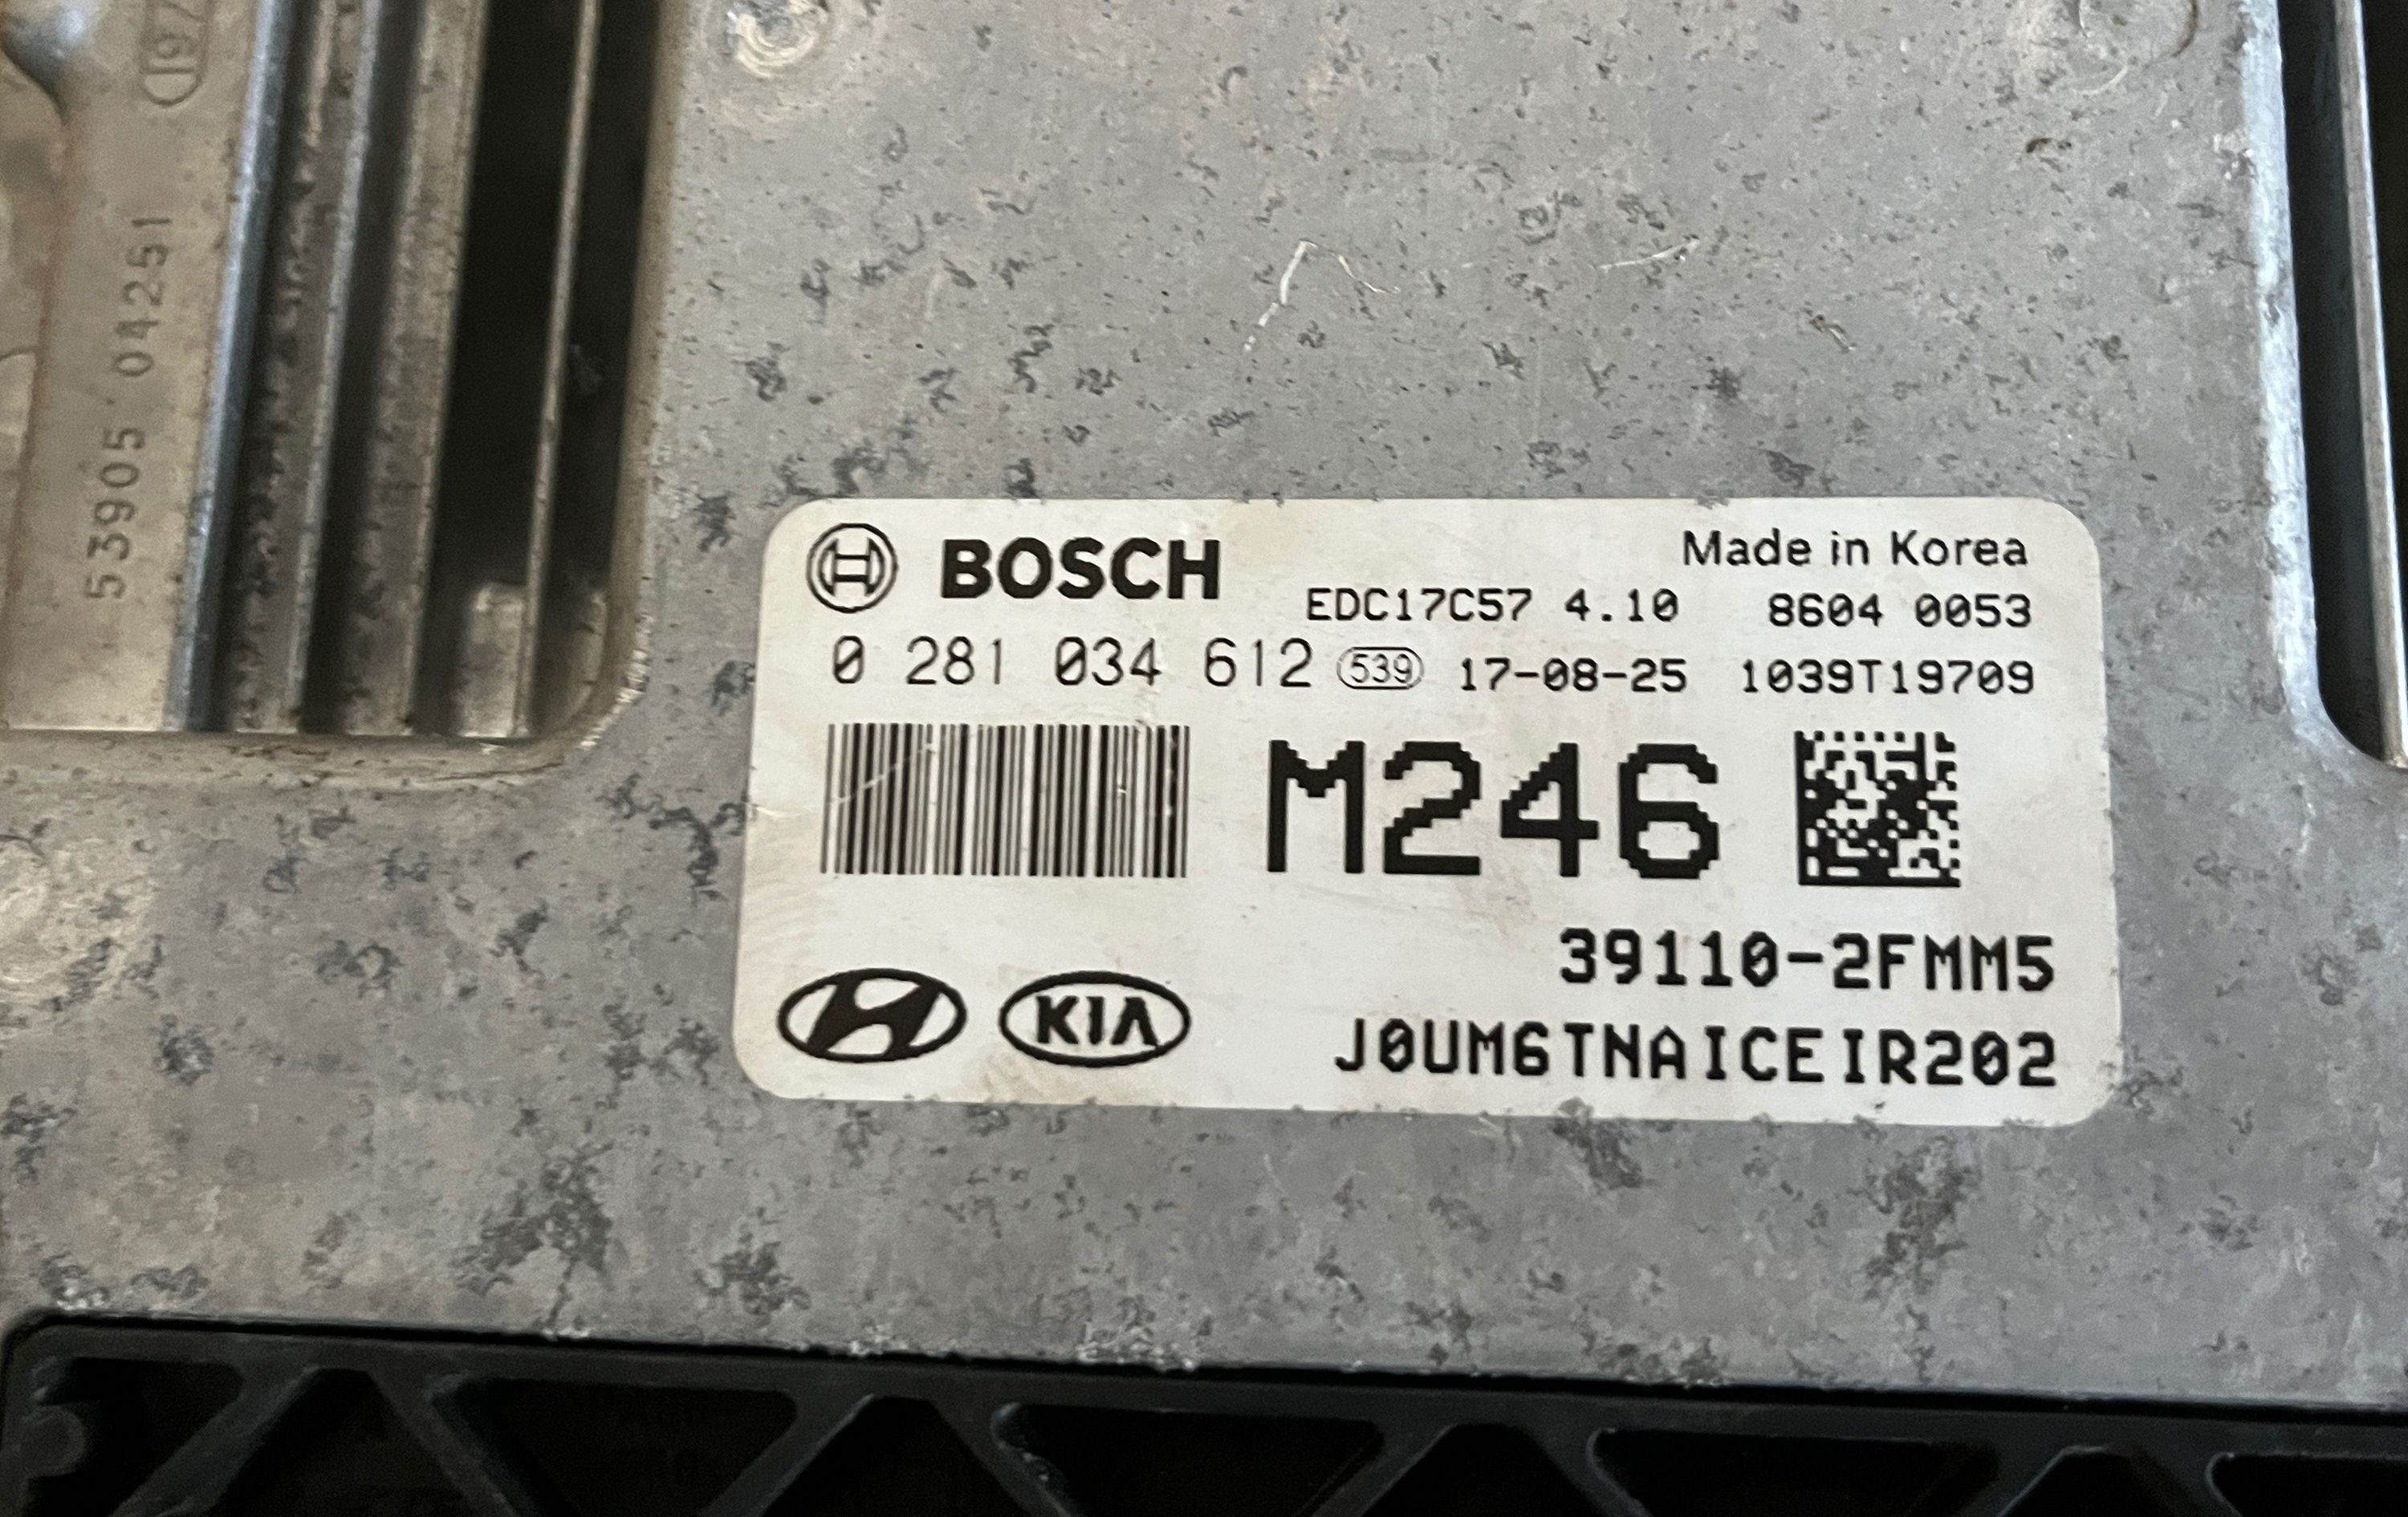 197
53905 04251
BOSCH
Made in Korea
EDC17C57 4.10 8604 0053
0 281 034 612 539 17-08-25 1039T19709
M246
39110-2FMM5
KIA
J0UM6TNAICEIR202